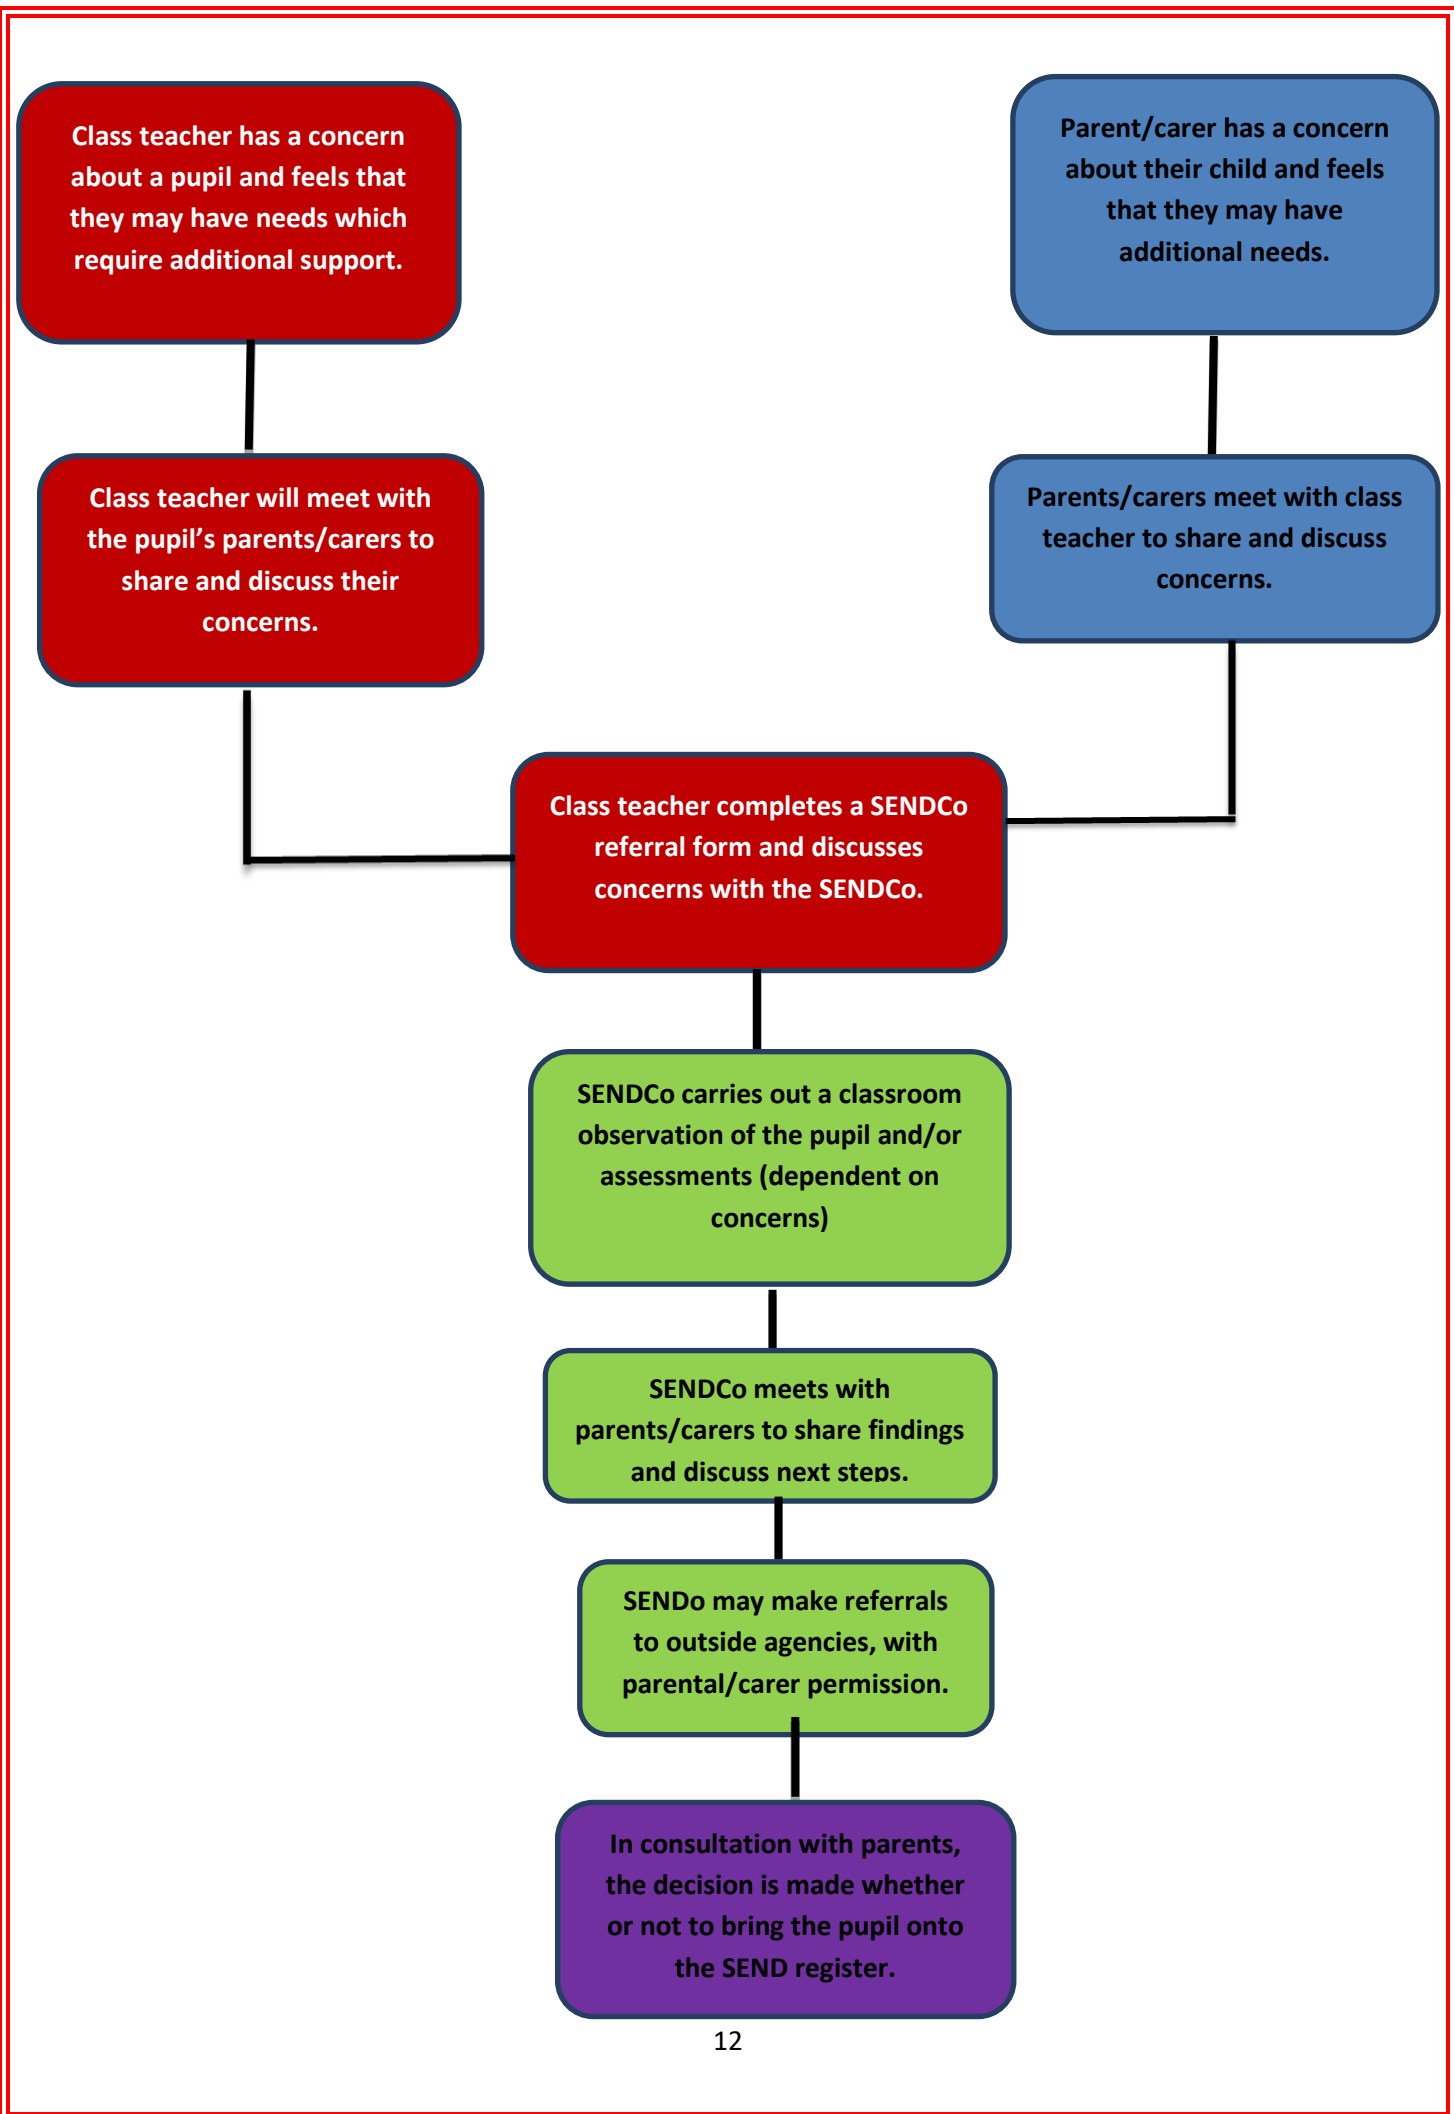 Class teacher has a concern
about a pupil and feels that
they may have needs which
require additional support.
Parent/carer has a concern
about their child and feels
that they may have
additional needs.
Class teacher will meet with
the pupil’s parents/carers to
share and discuss their
concerns.
Parents/carers meet with class
teacher to share and discuss
concerns.
Class teacher completes a SENDCo
referral form and discusses
concerns with the SENDCo.
SENDCo carries out a classroom
observation of the pupil and/or
assessments (dependent on
concerns)
SENDCo meets with
parents/carers to share findings
and discuss next steps.
SENDo may make referrals
to outside agencies, with
parental/carer permission.
In consultation with parents,
the decision is made whether
or not to bring the pupil onto
the SEND register.
12